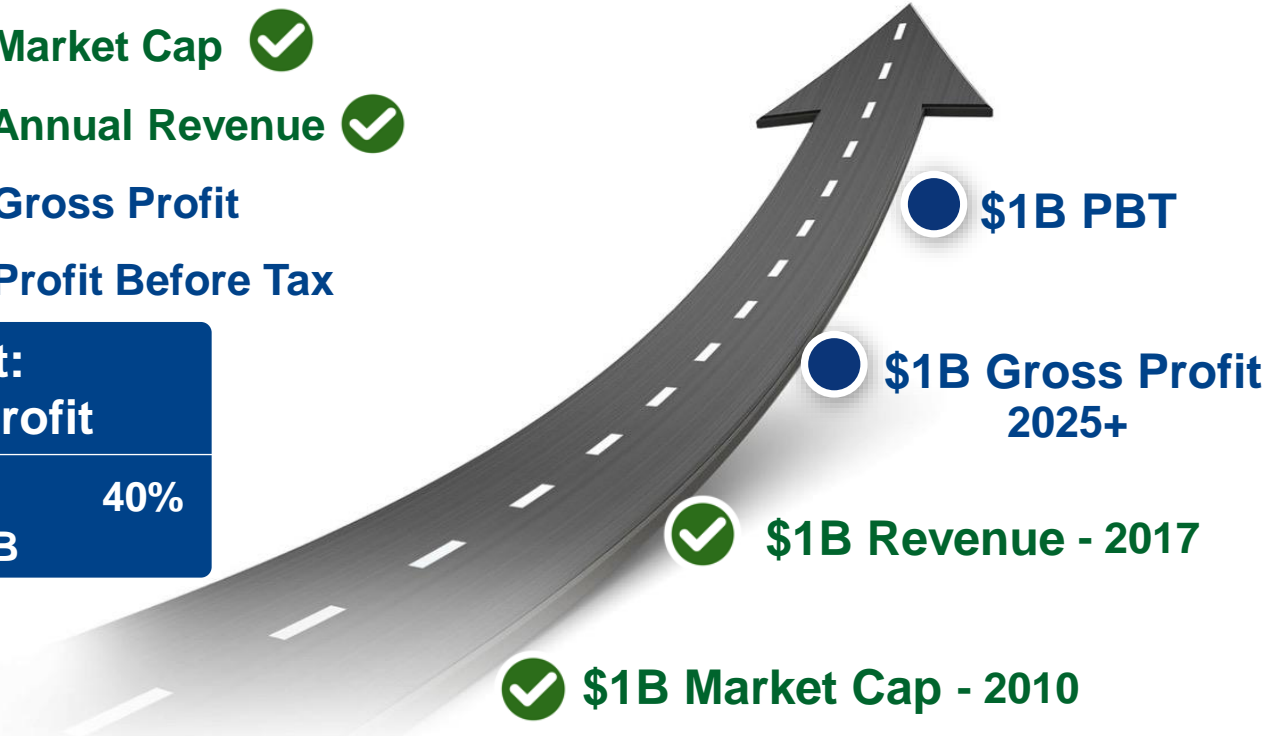 Market Cap
Annual Revenue
Gross Profit
Profit Before Tax
t:
rofit
40%
B
$1B PBT
$1B Gross Profit
2025+
$1B Revenue - 2017
$1B Market Cap - 2010